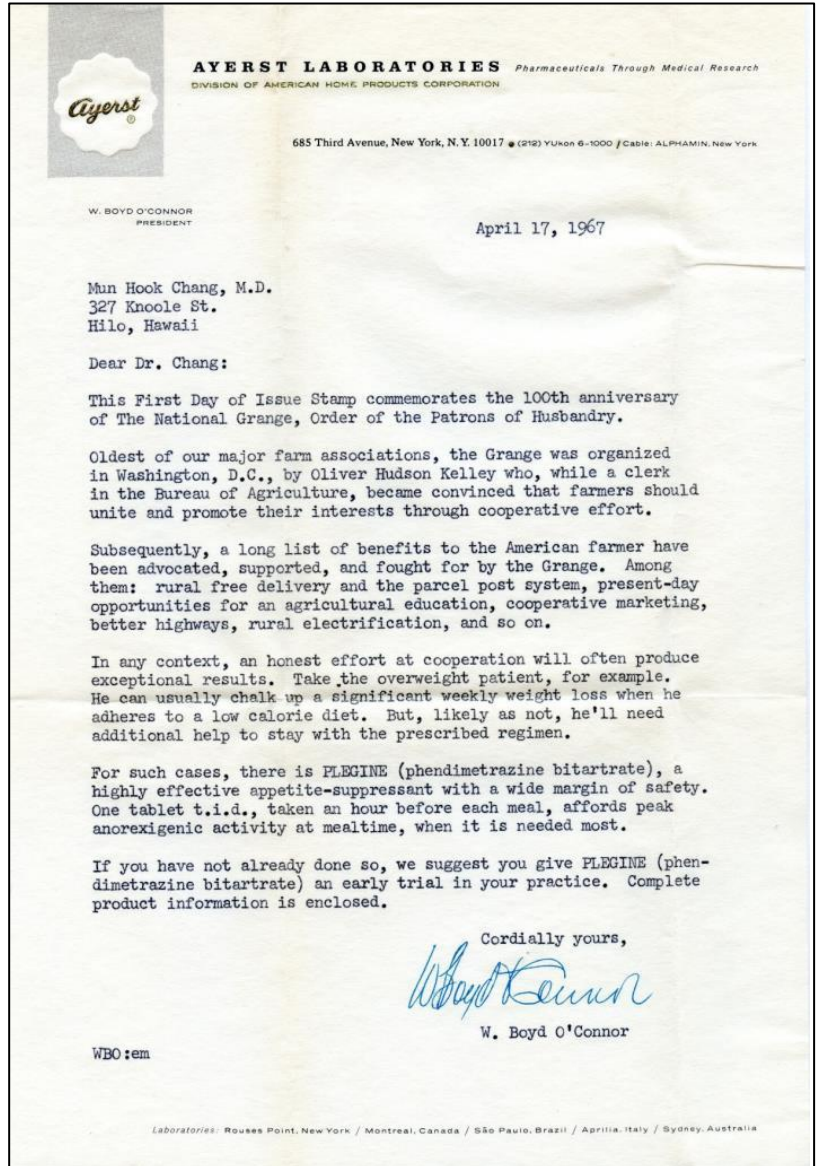 AYERST LABORATORIES Pharmaceuticals Through Medical Research
DIVISION OF AMERICAN HOME PRODUCTS CORPORATION
Ayerst ®
685 Third Avenue, New York, N.Y. 10017 • (212) YUkon 6-1000 / Cable: ALPHAMIN, New York
W. BOYD O'CONNOR
PRESIDENT
April 17, 1967
Mun Hook Chang, M.D.
327 Knoole St.
Hilo, Hawaii
Dear Dr. Chang:
This First Day of Issue Stamp commemorates the 100th anniversary
of The National Grange, Order of the Patrons of Husbandry.
Oldest of our major farm associations, the Grange was organized
in Washington, D.C., by Oliver Hudson Kelley who, while a clerk
in the Bureau of Agriculture, became convinced that farmers should
unite and promote their interests through cooperative effort.
Subsequently, a long list of benefits to the American farmer have
been advocated, supported, and fought for by the Grange. Among
them: rural free delivery and the parcel post system, present-day
opportunities for an agricultural education, cooperative marketing,
better highways, rural electrification, and so on.
In any context, an honest effort at cooperation will often produce
exceptional results. Take the overweight patient, for example.
He can usually chalk up a significant weekly weight loss when he
adheres to a low calorie diet. But, likely as not, he'll need
additional help to stay with the prescribed regimen.
For such cases, there is PLEGINE (phendimetrazine bitartrate), a
highly effective appetite-suppressant with a wide margin of safety.
One tablet t.i.d., taken an hour before each meal, affords peak
anorexigenic activity at mealtime, when it is needed most.
If you have not already done so, we suggest you give PLEGINE (phen-
dimetrazine bitartrate) an early trial in your practice. Complete
product information is enclosed.
Cordially yours,
W Boyd O'Connor
W. Boyd O'Connor
WBO:em
Laboratories: Rouses Point, New York / Montreal, Canada / São Paulo, Brazil / Aprilia, Italy / Sydney, Australia